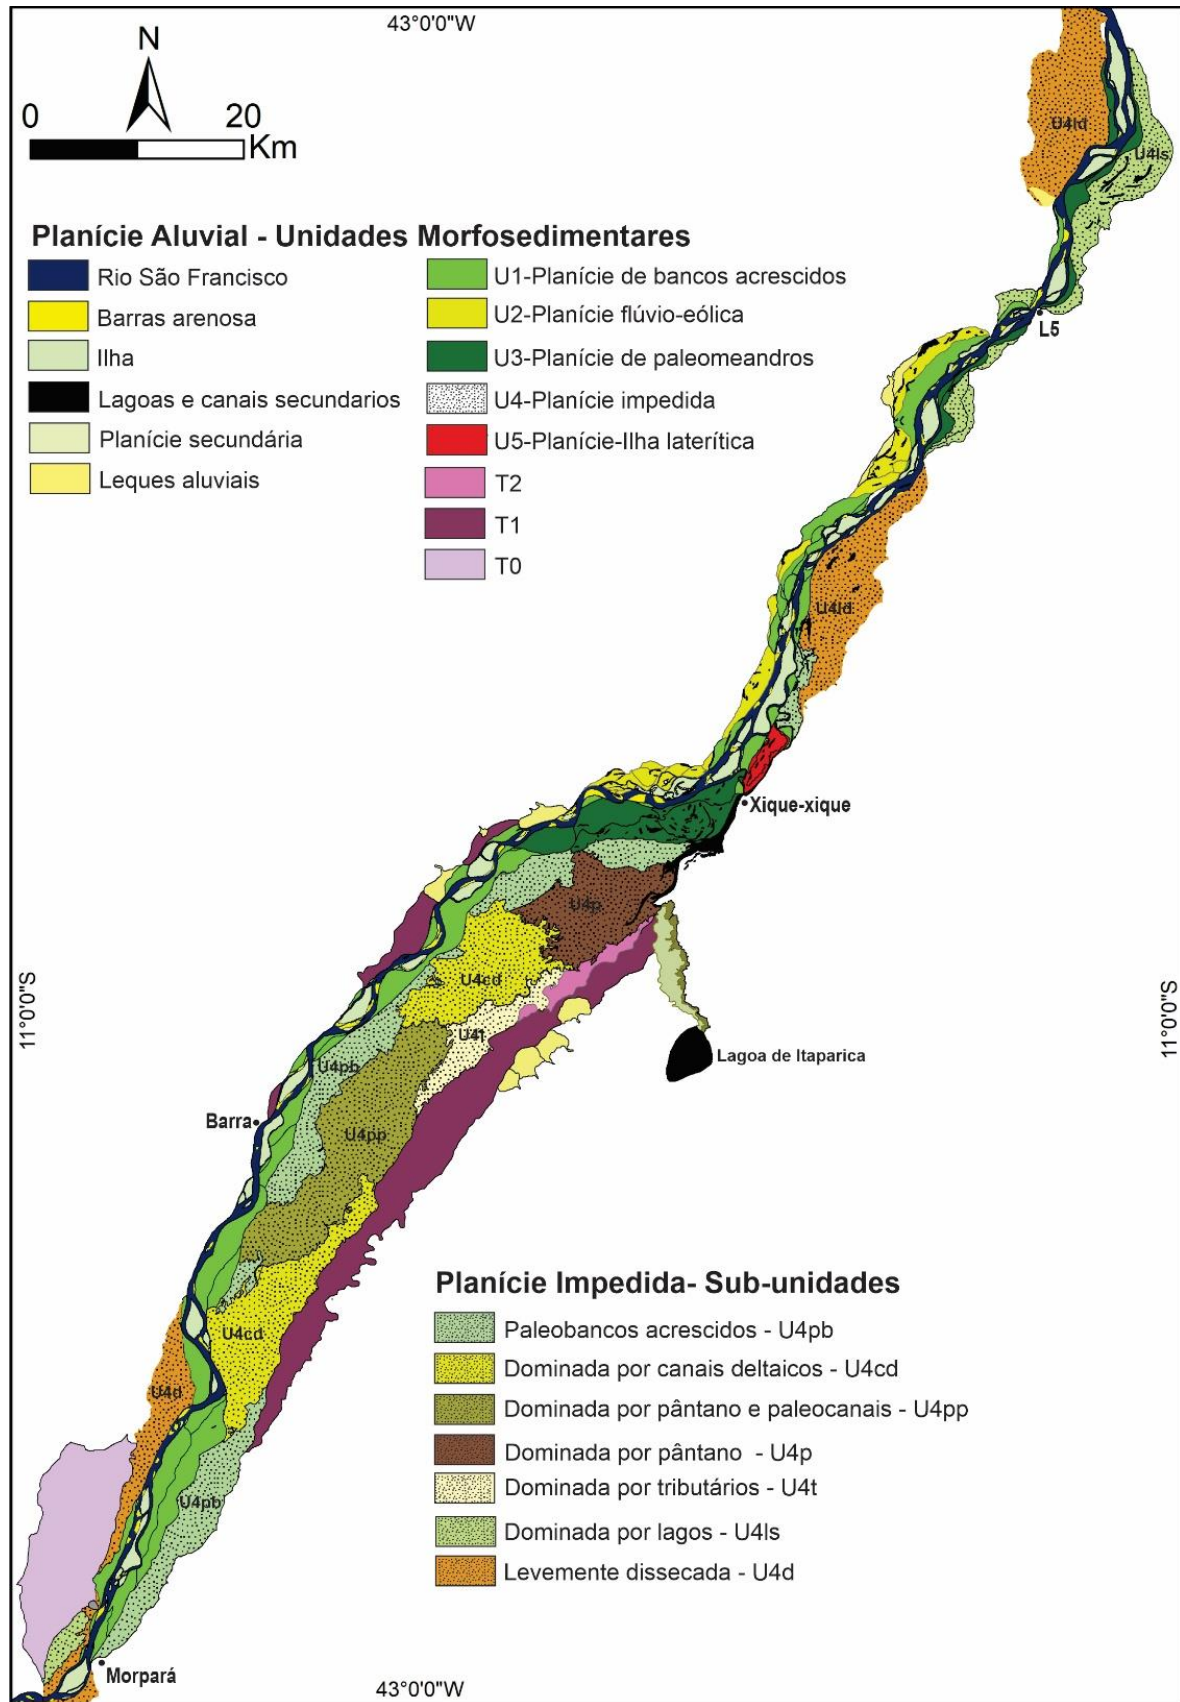 43°0'0"W
N
0 20
Km
U4ld
U4ls
Planície Aluvial - Unidades Morfosedimentares
Rio São Francisco
Barras arenosa
Ilha
Lagoas e canais secundarios
Planície secundária
Leques aluviais
U1-Planície de bancos acrescidos
U2-Planície flúvio-eólica
U3-Planície de paleomeandros
U4-Planície impedida
U5-Planície-Ilha laterítica
T2
T1
T0
L5
U4ld
Xique-xique
U4p
U4cd
11°0'0"S
11°0'0"S
U4t
Lagoa de Itaparica
U4pb
Barra
U4pp
U4cd
U4d
U4pb
Planície Impedida- Sub-unidades
Paleobancos acrescidos - U4pb
Dominada por canais deltaicos - U4cd
Dominada por pântano e paleocanais - U4pp
Dominada por pântano - U4p
Dominada por tributários - U4t
Dominada por lagos - U4ls
Levemente dissecada - U4d
Morpará
43°0'0"W